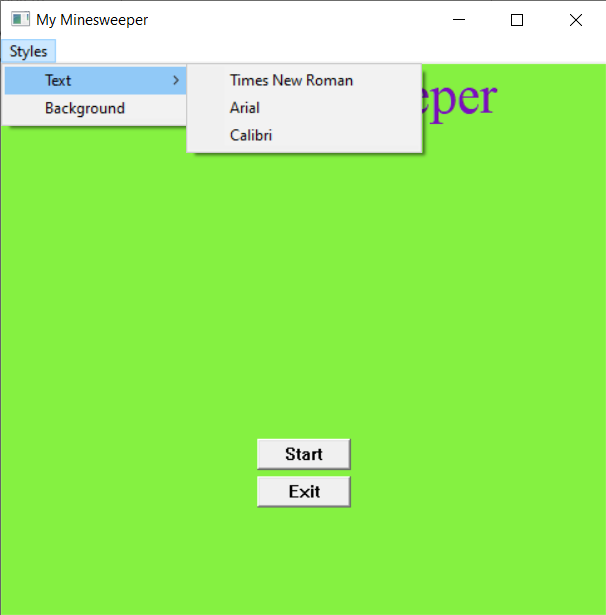 My Minesweeper
Styles
Text
Times New Roman
eper
Background
Arial
Calibri
Start
Exit